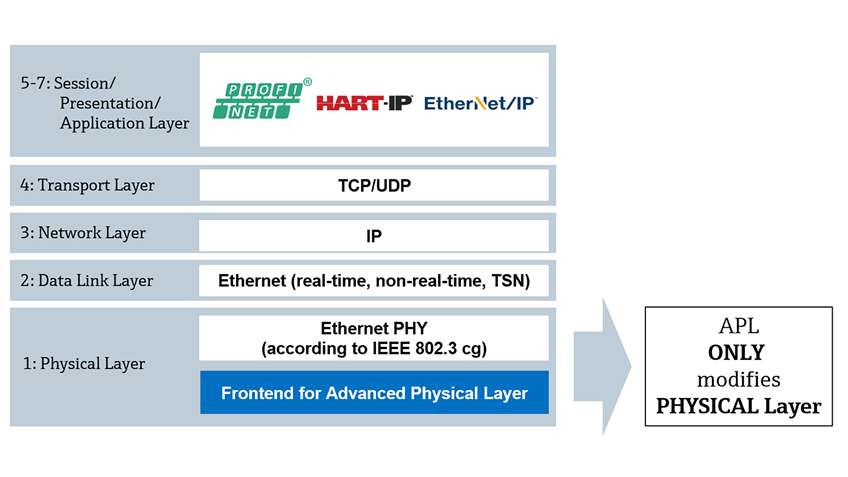 5-7: Session/
Presentation/
Application Layer
PROFI
NET®
HART-IP™
EtherNet/IP™
4: Transport Layer
TCP/UDP
3: Network Layer
IP
2: Data Link Layer
Ethernet (real-time, non-real-time, TSN)
1: Physical Layer
Ethernet PHY
(according to IEEE 802.3 cg)
Frontend for Advanced Physical Layer
APL
ONLY
modifies
PHYSICAL Layer